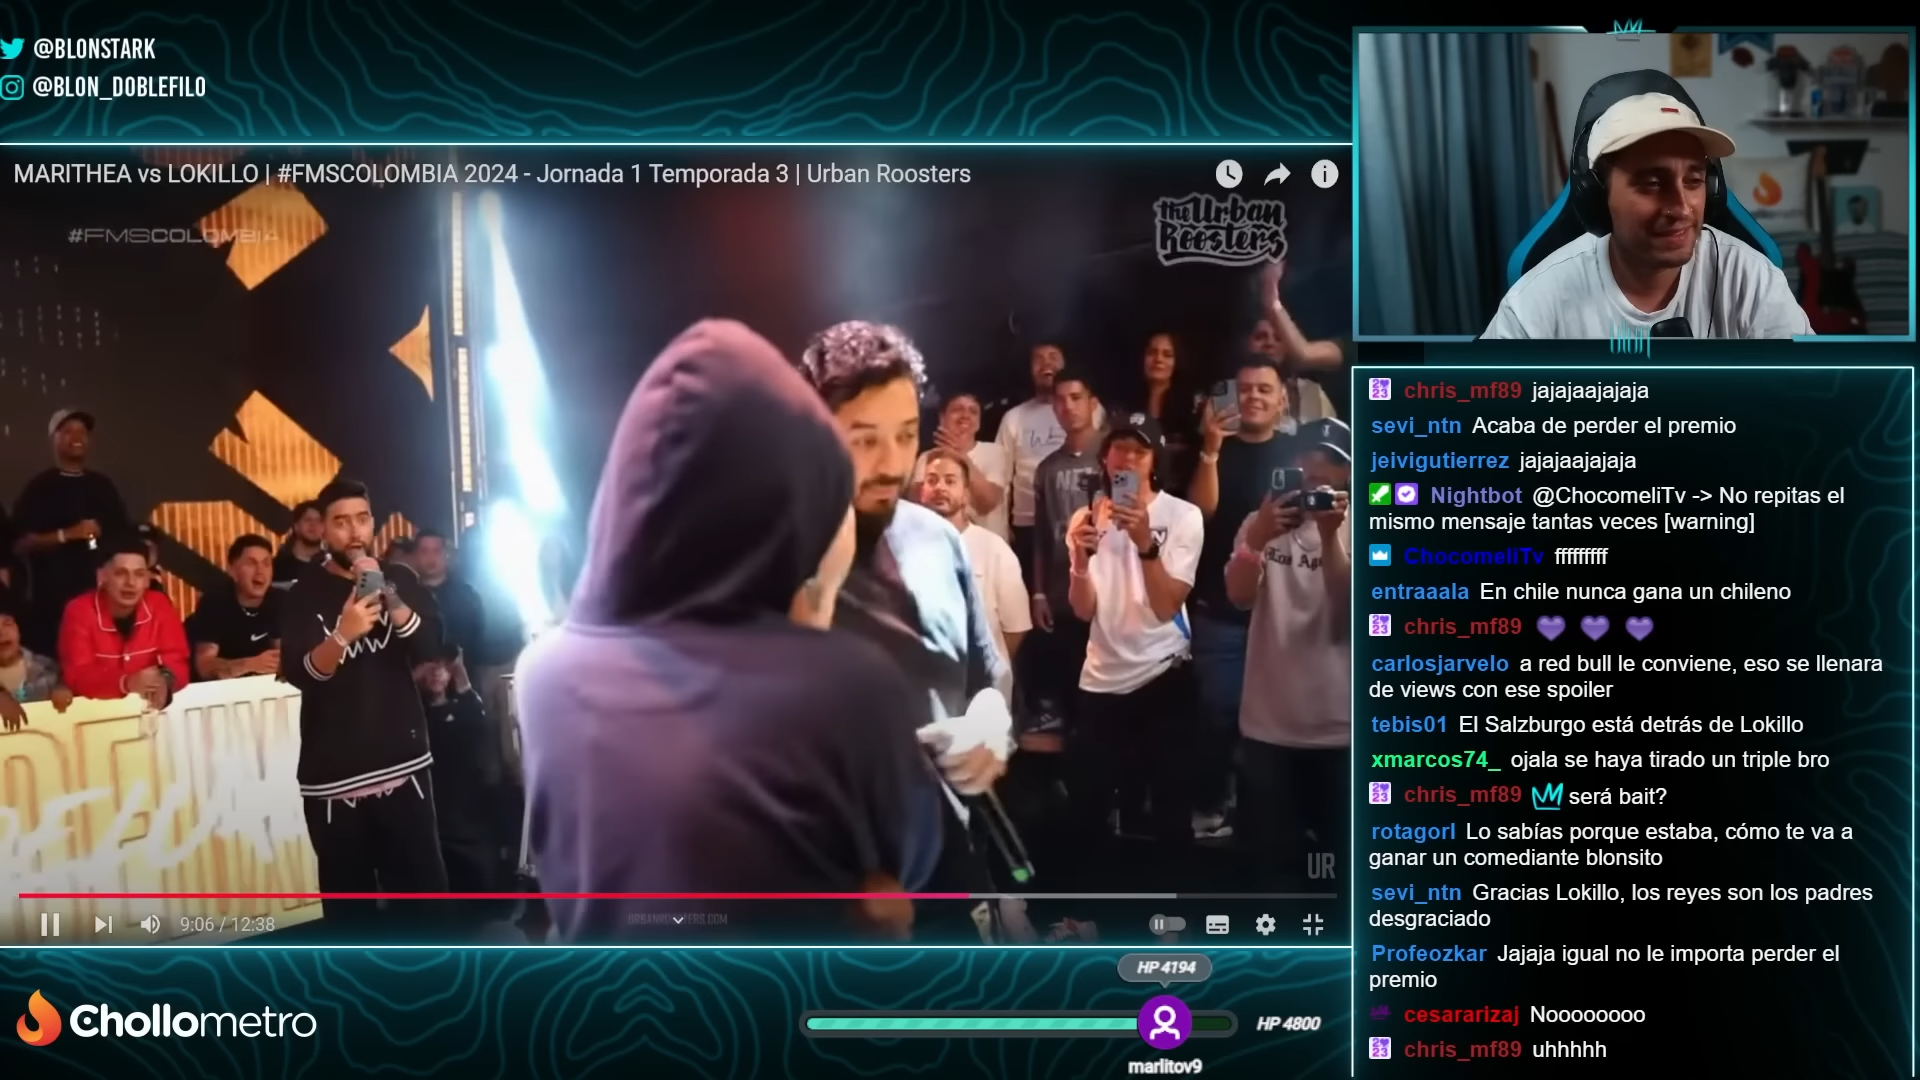 @BLONSTARK
@BLON_DOBLEFILO
MARITHEA vs LOKILLO | #FMSCOLOMBIA 2024 - Jornada 1 Temporada 3 | Urban Roosters
#FMSCOLOMBIA
the Urban
Roosters
UR
9:06 / 12:38
URBANROOSTERS.COM
Chollometro
HP 4194
HP 4800
marlitov9
chris_mf89 jajajaajajaja
sevi_ntn Acaba de perder el premio
jeivigutierrez jajajaajajaja
Nightbot @ChocomeliTv -> No repitas el
mismo mensaje tantas veces [warning]
ChocomeliTv fffffffff
entraaala En chile nunca gana un chileno
chris_mf89 💜 💜 💜
carlosjarvelo a red bull le conviene, eso se llenara
de views con ese spoiler
tebis01 El Salzburgo está detrás de Lokillo
xmarcos74_ ojala se haya tirado un triple bro
chris_mf89 será bait?
rotagorl Lo sabías porque estaba, cómo te va a
ganar un comediante blonsito
sevi_ntn Gracias Lokillo, los reyes son los padres
desgraciado
Profeozkar Jajaja igual no le importa perder el
premio
cesararizaj Noooooooo
chris_mf89 uhhhhh